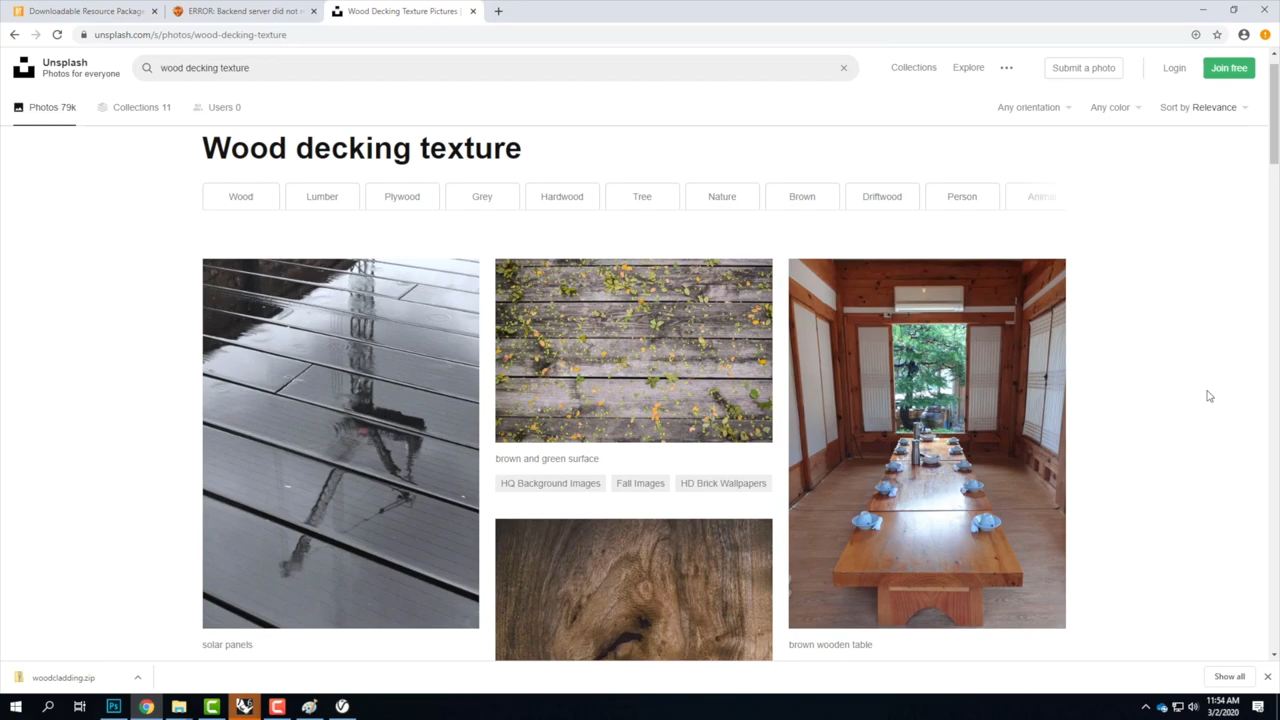 Downloadable Resource Package
ERROR: Backend server did not r
Wood Decking Texture Pictures |
unsplash.com/s/photos/wood-decking-texture
Unsplash
Photos for everyone
wood decking texture
Collections
Explore
Submit a photo
Login
Join free
Photos 79k
Collections 11
Users 0
Any orientation
Any color
Sort by Relevance
Wood decking texture
Wood
Lumber
Plywood
Grey
Hardwood
Tree
Nature
Brown
Driftwood
Person
Anima
brown and green surface
HQ Background Images
Fall Images
HD Brick Wallpapers
solar panels
brown wooden table
woodcladding.zip
Show all
Ps
11:54 AM
3/2/2020